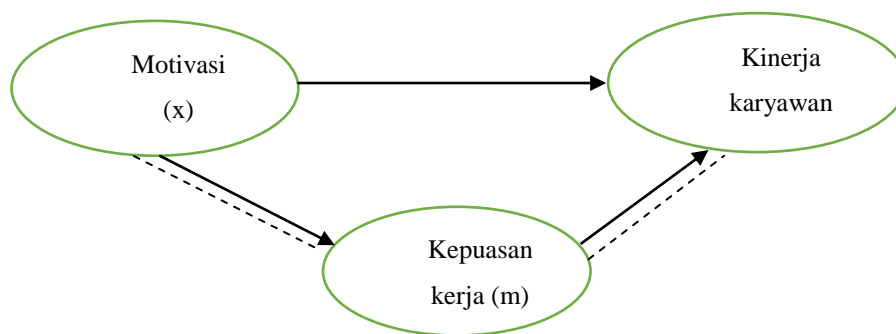 Motivasi
(x)
Kinerja
karyawan
Kepuasan
kerja (m)